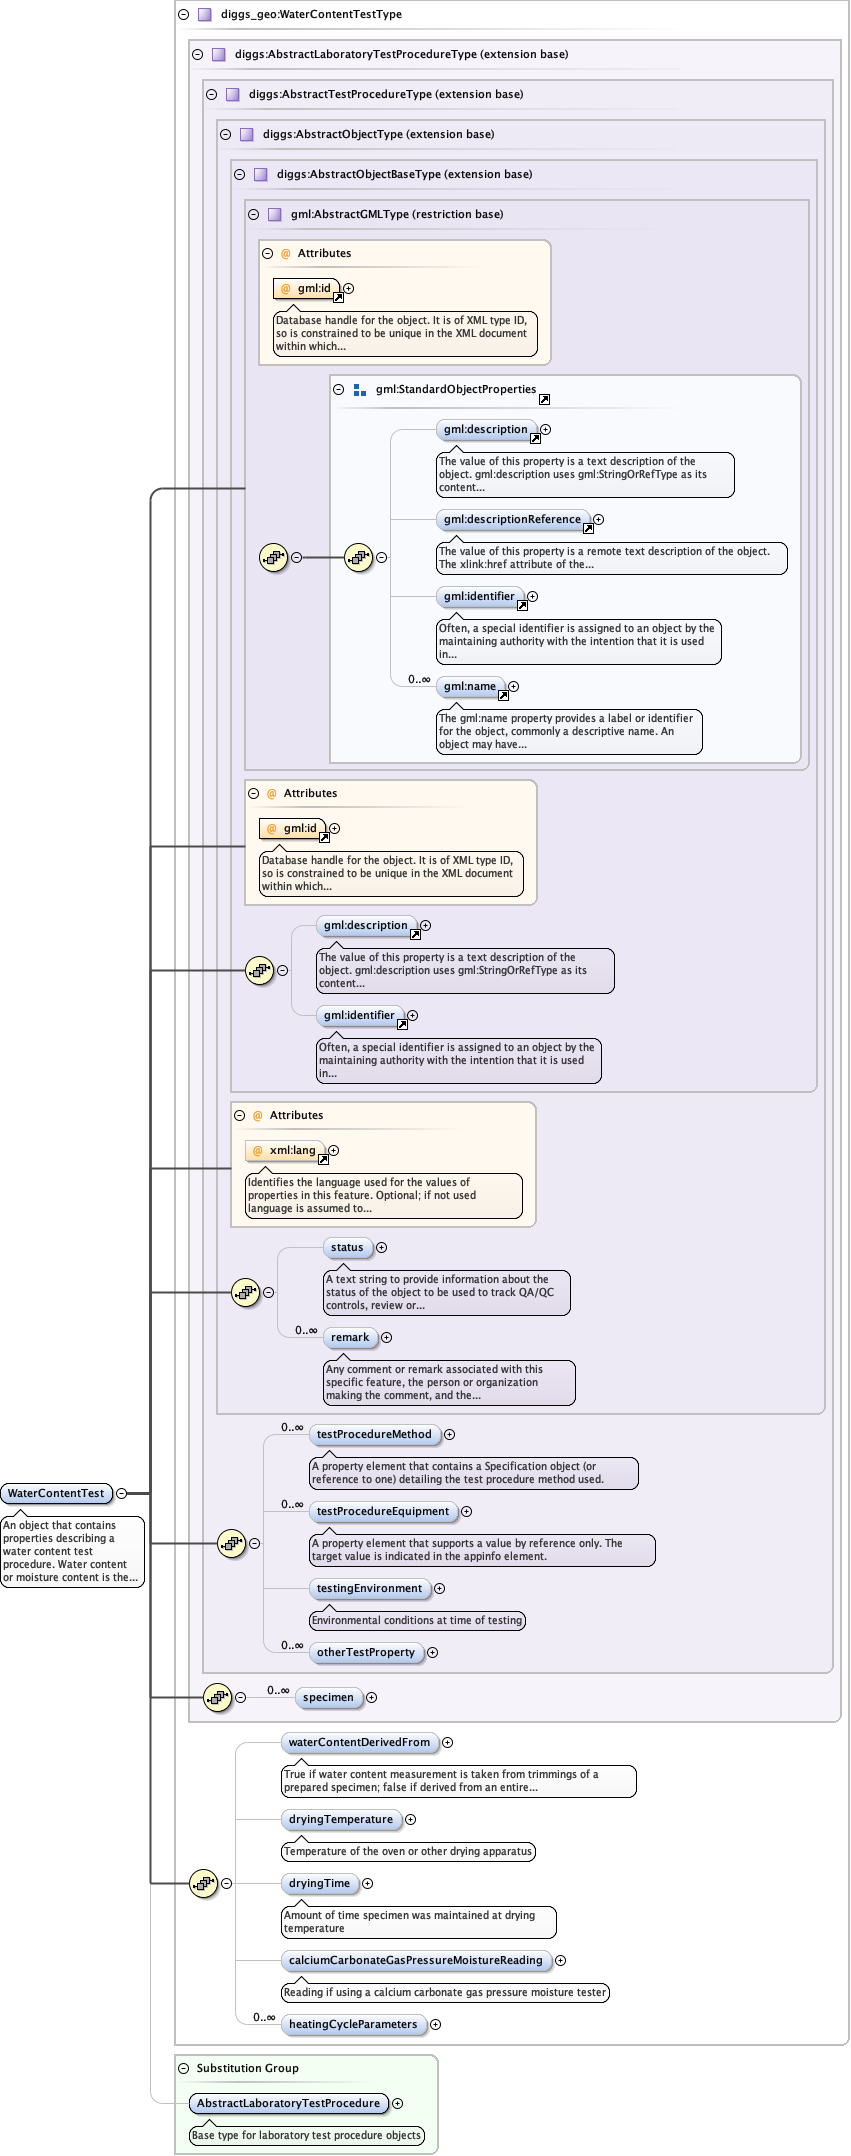 diggs_geo:WaterContentTestType
diggs:AbstractLaboratoryTestProcedureType (extension base)
diggs:AbstractTestProcedureType (extension base)
diggs:AbstractObjectType (extension base)
diggs:AbstractObjectBaseType (extension base)
gml:AbstractGMLType (restriction base)
@ Attributes
@ gml:id
Database handle for the object. It is of XML type ID,
so is constrained to be unique in the XML document
within which...
gml:StandardObjectProperties
gml:description
The value of this property is a text description of the
object. gml:description uses gml:StringOrRefType as its
content...
gml:descriptionReference
The value of this property is a remote text description of the object.
The xlink:href attribute of the...
gml:identifier
Often, a special identifier is assigned to an object by the
maintaining authority with the intention that it is used
in...
0..∞
gml:name
The gml:name property provides a label or identifier
for the object, commonly a descriptive name. An
object may have...
@ Attributes
@ gml:id
Database handle for the object. It is of XML type ID,
so is constrained to be unique in the XML document
within which...
gml:description
The value of this property is a text description of the
object. gml:description uses gml:StringOrRefType as its
content...
gml:identifier
Often, a special identifier is assigned to an object by the
maintaining authority with the intention that it is used
in...
@ Attributes
@ xml:lang
Identifies the language used for the values of
properties in this feature. Optional; if not used
language is assumed to...
status
A text string to provide information about the
status of the object to be used to track QA/QC
controls, review or...
0..∞
remark
Any comment or remark associated with this
specific feature, the person or organization
making the comment, and the...
0..∞
testProcedureMethod
A property element that contains a Specification object (or
reference to one) detailing the test procedure method used.
WaterContentTest
An object that contains
properties describing a
water content test
procedure. Water content
or moisture content is the...
0..∞
testProcedureEquipment
A property element that supports a value by reference only. The
target value is indicated in the appinfo element.
testingEnvironment
Environmental conditions at time of testing
0..∞
otherTestProperty
0..∞
specimen
waterContentDerivedFrom
True if water content measurement is taken from trimmings of a
prepared specimen; false if derived from an entire...
dryingTemperature
Temperature of the oven or other drying apparatus
dryingTime
Amount of time specimen was maintained at drying
temperature
calciumCarbonateGasPressureMoistureReading
Reading if using a calcium carbonate gas pressure moisture tester
0..∞
heatingCycleParameters
Substitution Group
AbstractLaboratoryTestProcedure
Base type for laboratory test procedure objects